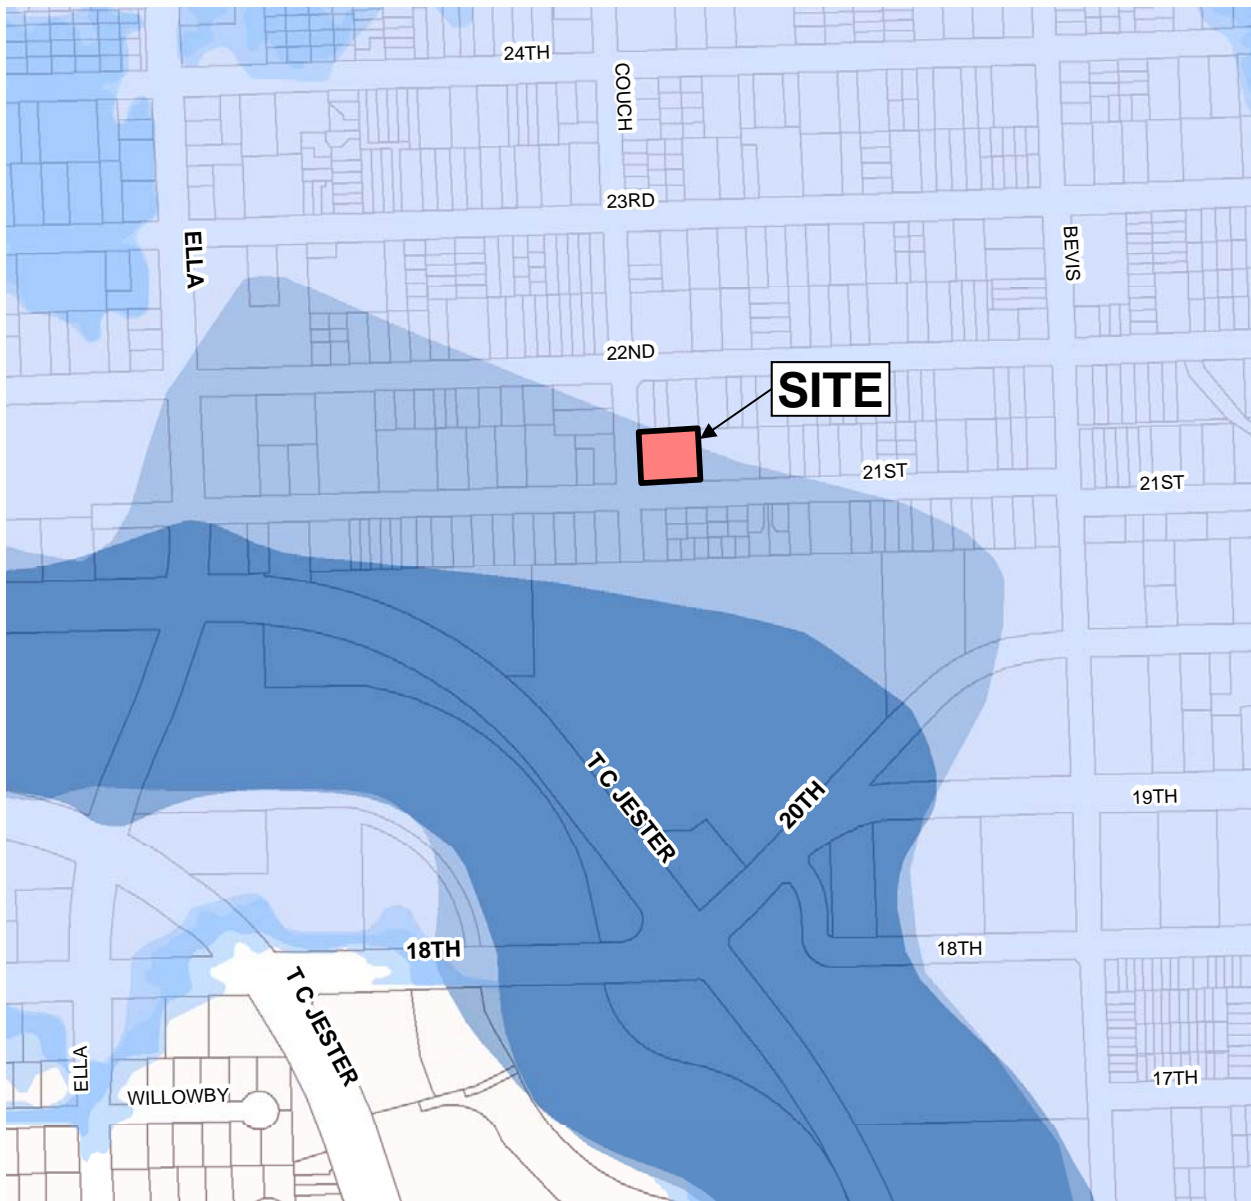 24TH
COUCH
23RD
ELLA
BEVIS
22ND
SITE
21ST
21ST
T C JESTER
20TH
19TH
18TH
18TH
T C JESTER
ELLA
WILLOWBY
17TH